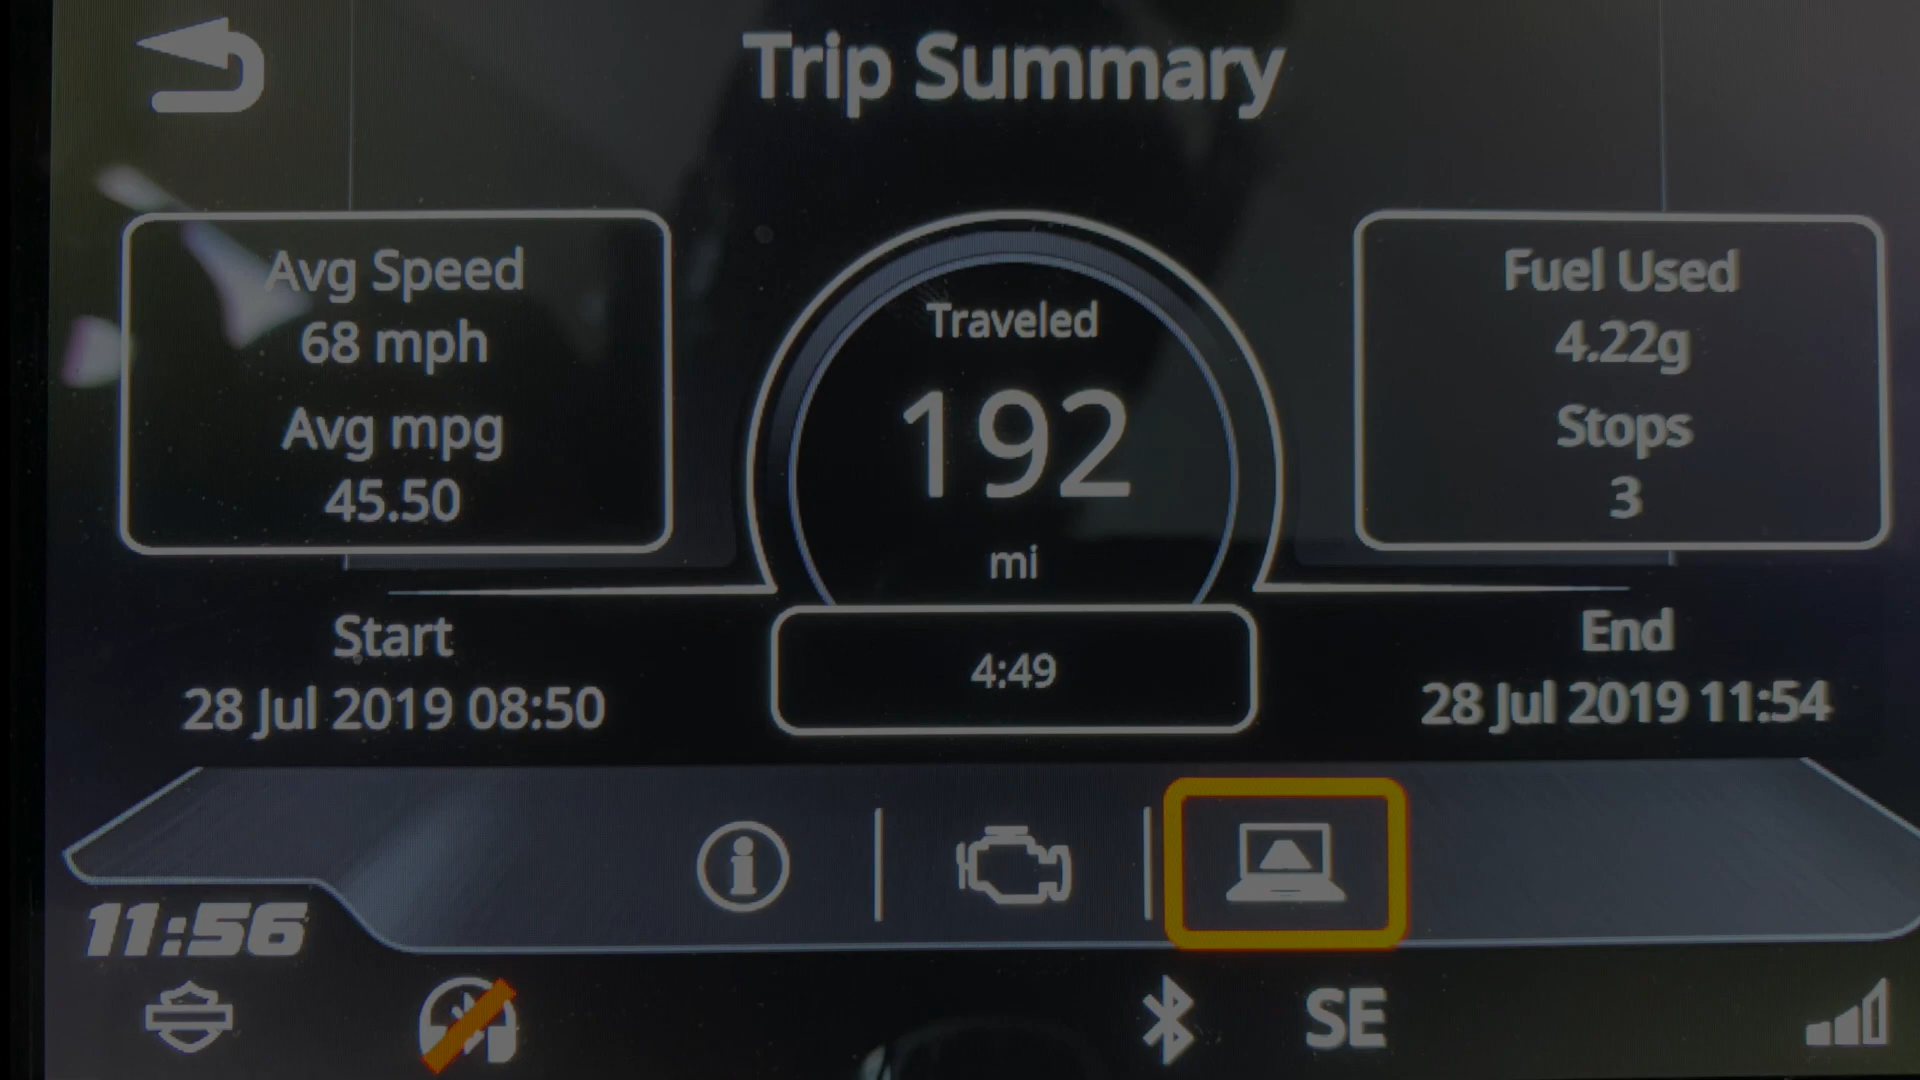 Trip Summary
Avg Speed
68 mph
Avg mpg
45.50
Traveled
192
mi
Fuel Used
4.22g
Stops
3
Start
28 Jul 2019 08:50
4:49
End
28 Jul 2019 11:54
11:56
SE